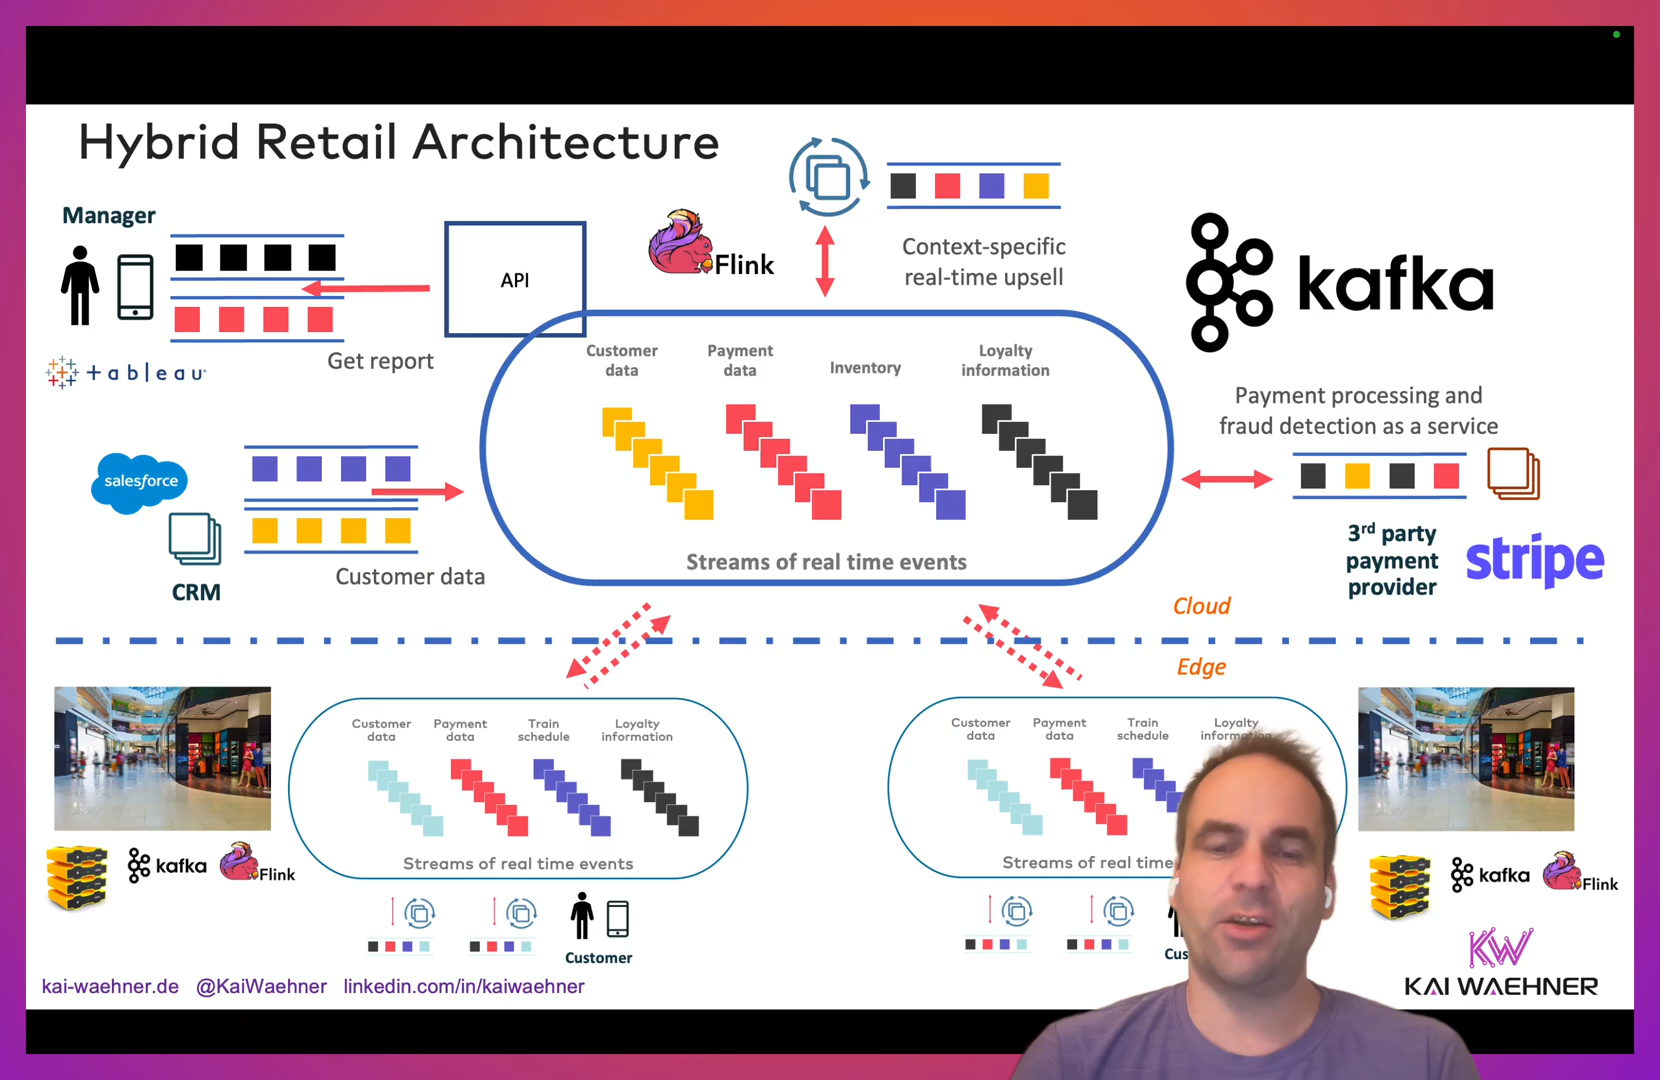 Hybrid Retail Architecture
Manager
API
Flink
Context-specific
real-time upsell
kafka
Get report
+ableau
Customer
data
Payment
data
Inventory
Loyalty
information
Payment processing and
fraud detection as a service
salesforce
CRM
Customer data
Streams of real time events
3rd party
payment
provider
stripe
Cloud
Edge
Customer
data
Payment
data
Train
schedule
Loyalty
information
Streams of real time events
kafka
Flink
Customer
Customer
data
Payment
data
Train
schedule
Loyalty
Streams of real time
kafka
Flink
Cus
kai-waehner.de @KaiWaehner linkedin.com/in/kaiwaehner
KW
KAI WAEHNER